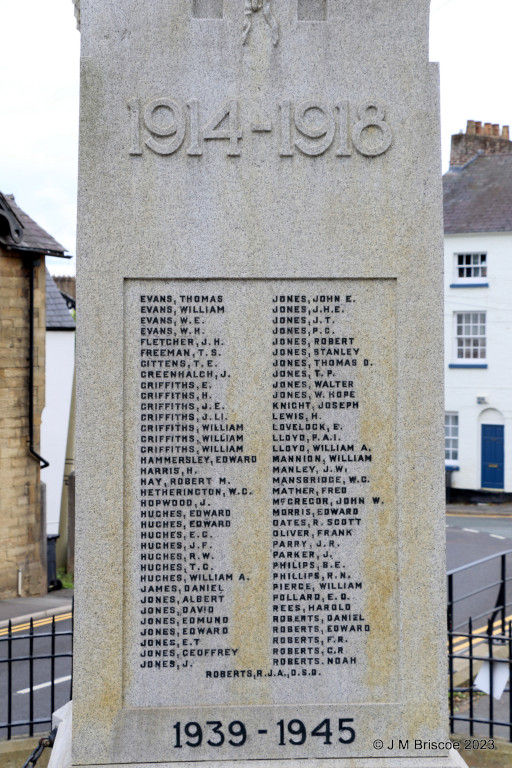 1914-1918
EVANS, THOMAS
EVANS, WILLIAM
EVANS, W.E.
EVANS, W.H.
FLETCHER, J.H.
FREEMAN, T.S.
GITTENS, T.E.
GREENHALGH, J.
GRIFFITHS, E.
GRIFFITHS, H.
GRIFFITHS, J.E.
GRIFFITHS, J.LL.
GRIFFITHS, WILLIAM
GRIFFITHS, WILLIAM
GRIFFITHS, WILLIAM
HAMMERSLEY, EDWARD
HARRIS, H.
HAY, ROBERT M.
HETHERINGTON, W.G.
HOPWOOD, J.
HUGHES, EDWARD
HUGHES, EDWARD
HUGHES, E.C.
HUGHES, J.F.
HUGHES, R.W.
HUGHES, T.G.
HUGHES, WILLIAM A.
JAMES, DANIEL
JONES, ALBERT
JONES, DAVID
JONES, EDMUND
JONES, EDWARD
JONES, E.T
JONES, GEOFFREY
JONES, J.
JONES, JOHN E.
JONES, J.H.E.
JONES, J.T.
JONES, P.C.
JONES, ROBERT
JONES, STANLEY
JONES, THOMAS O.
JONES, T.P.
JONES, WALTER
JONES, W. HOPE
KNIGHT, JOSEPH
LEWIS, H.
LOVELOCK, E.
LLOYD, P.A.I.
LLOYD, WILLIAM A.
MANNION, WILLIAM
MANLEY, J.W.
MANSBRIDGE, W.G.
MATHER, FRED
McGREGOR, JOHN W.
MORRIS, EDWARD
OATES, R. SCOTT
OLIVER, FRANK
PARRY, J.R.
PARKER, J.
PHILIPS, B.E.
PHILLIPS, R.N.
PIERCE, WILLIAM
POLLARD, E.O.
REES, HAROLD
ROBERTS, DANIEL
ROBERTS, EDWARD
ROBERTS, F.R.
ROBERTS, G.R
ROBERTS, NOAH
ROBERTS, R.J.A., D.S.O.
1939 - 1945
© J M Briscoe 2023.